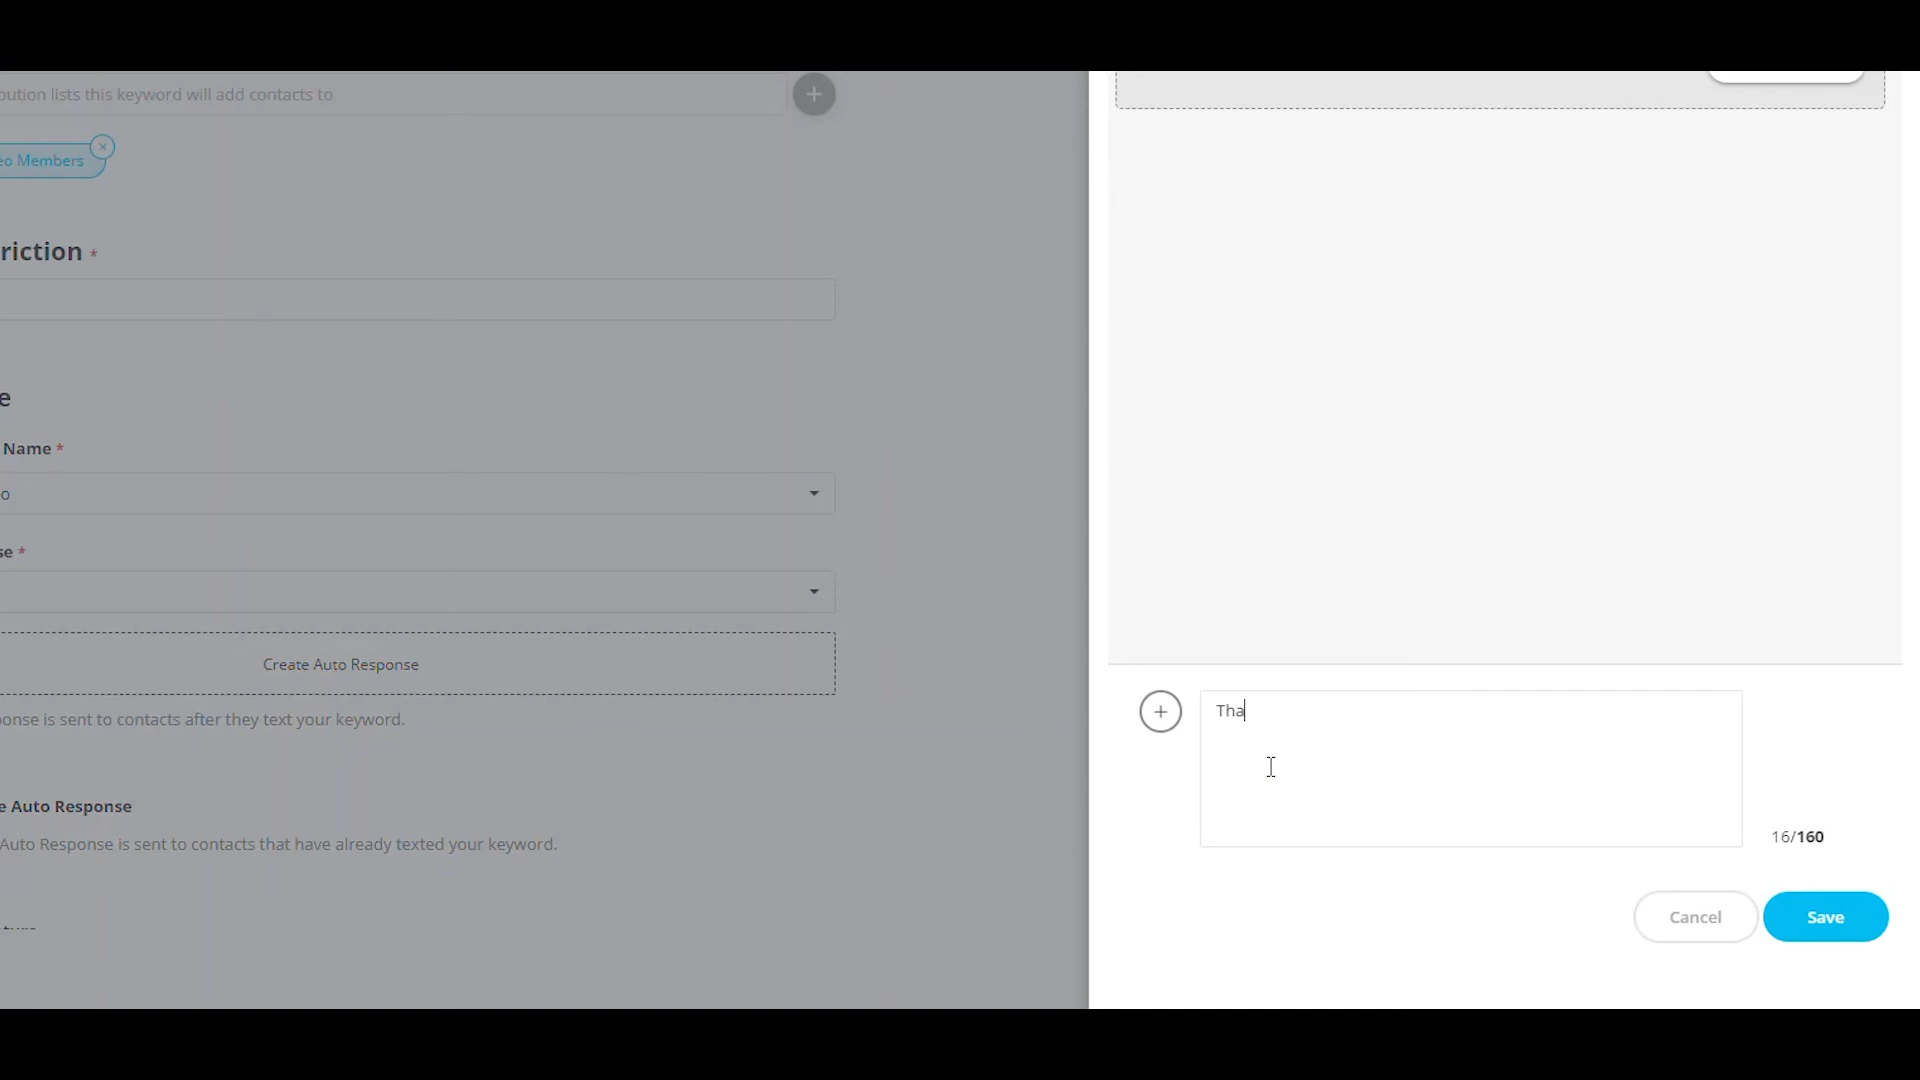 bution lists this keyword will add contacts to
eo Members
riction *
e
Name *
o
se *
Create Auto Response
onse is sent to contacts after they text your keyword.
e Auto Response
Auto Response is sent to contacts that have already texted your keyword.
Tha
16/160
Cancel
Save